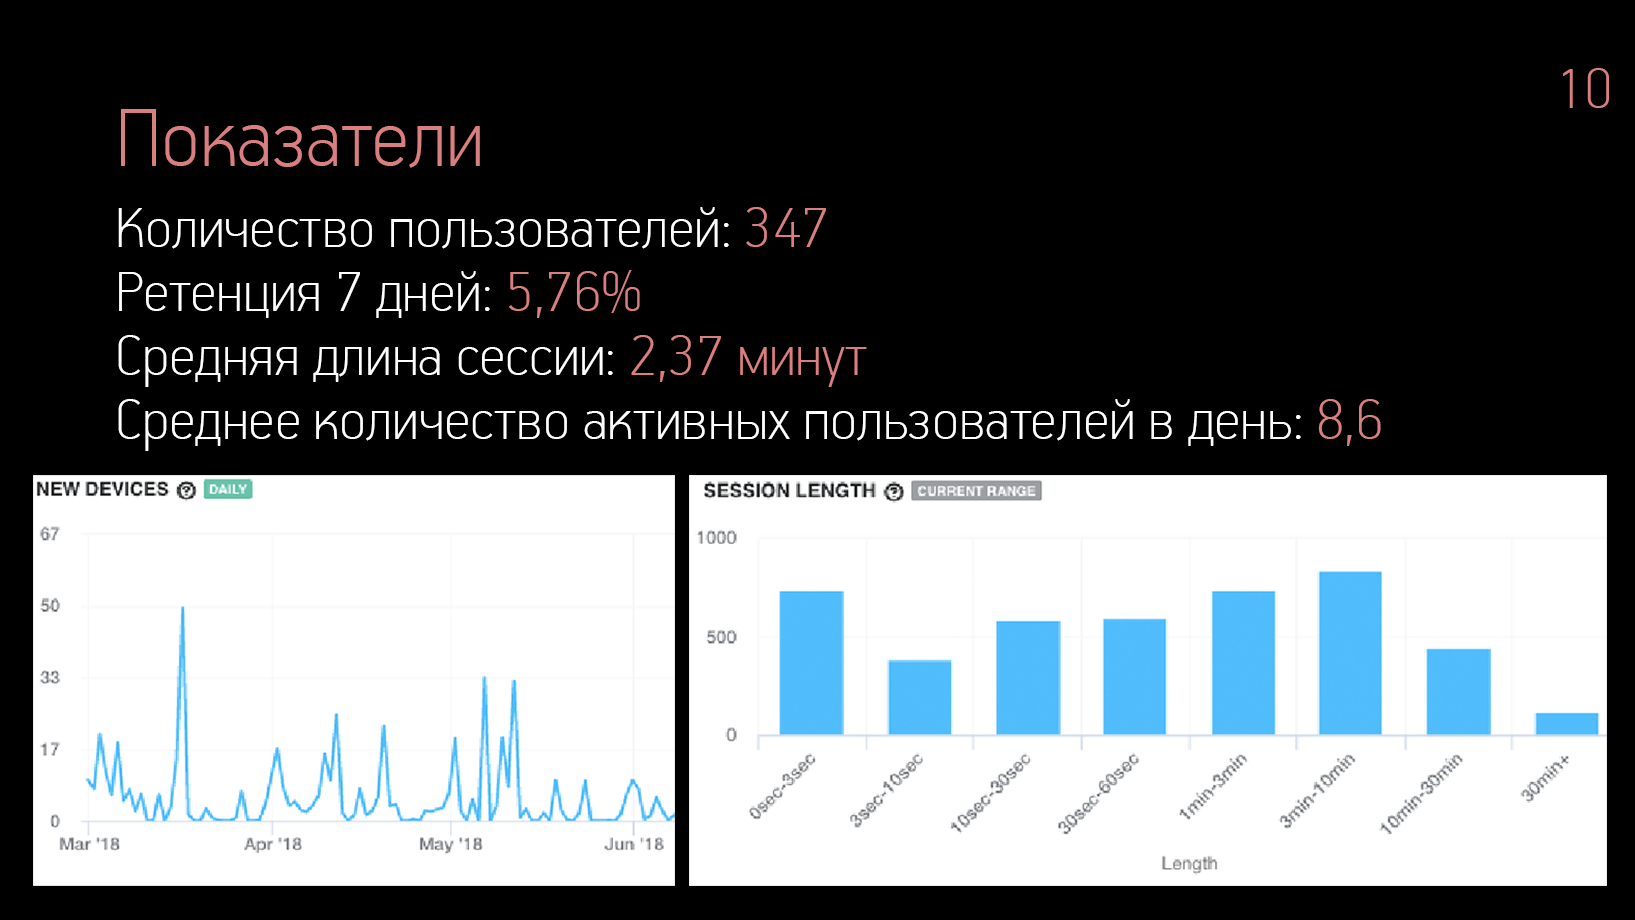 10
Показатели
Количество пользователей: 347
Ретенция 7 дней: 5,76%
Средняя длина сессии: 2,37 минут
Среднее количество активных пользователей в день: 8,6
NEW DEVICES ? DAILY
67
50
33
17
0
Mar '18 Apr '18 May '18 Jun '18
SESSION LENGTH ? CURRENT RANGE
1000
500
0
0sec-3sec 3sec-10sec 10sec-30sec 30sec-60sec 1min-3min 3min-10min 10min-30min 30min+
Length